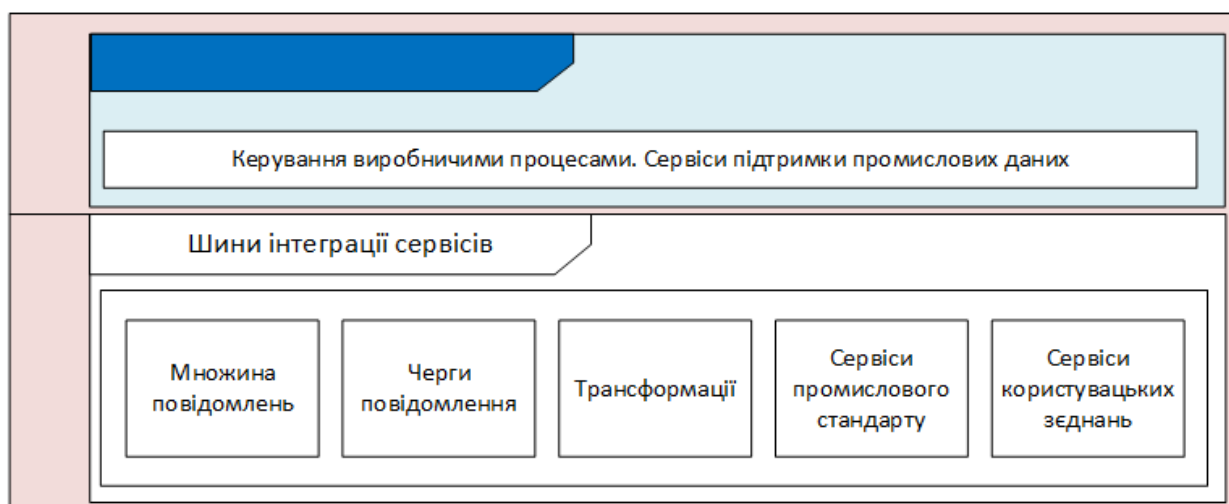 Керування виробничими процесами. Сервіси підтримки промислових даних
Шини інтеграції сервісів
Множина
повідомлень
Черги
повідомлення
Трансформації
Сервіси
промислового
стандарту
Сервіси
користувацьких
зєднань